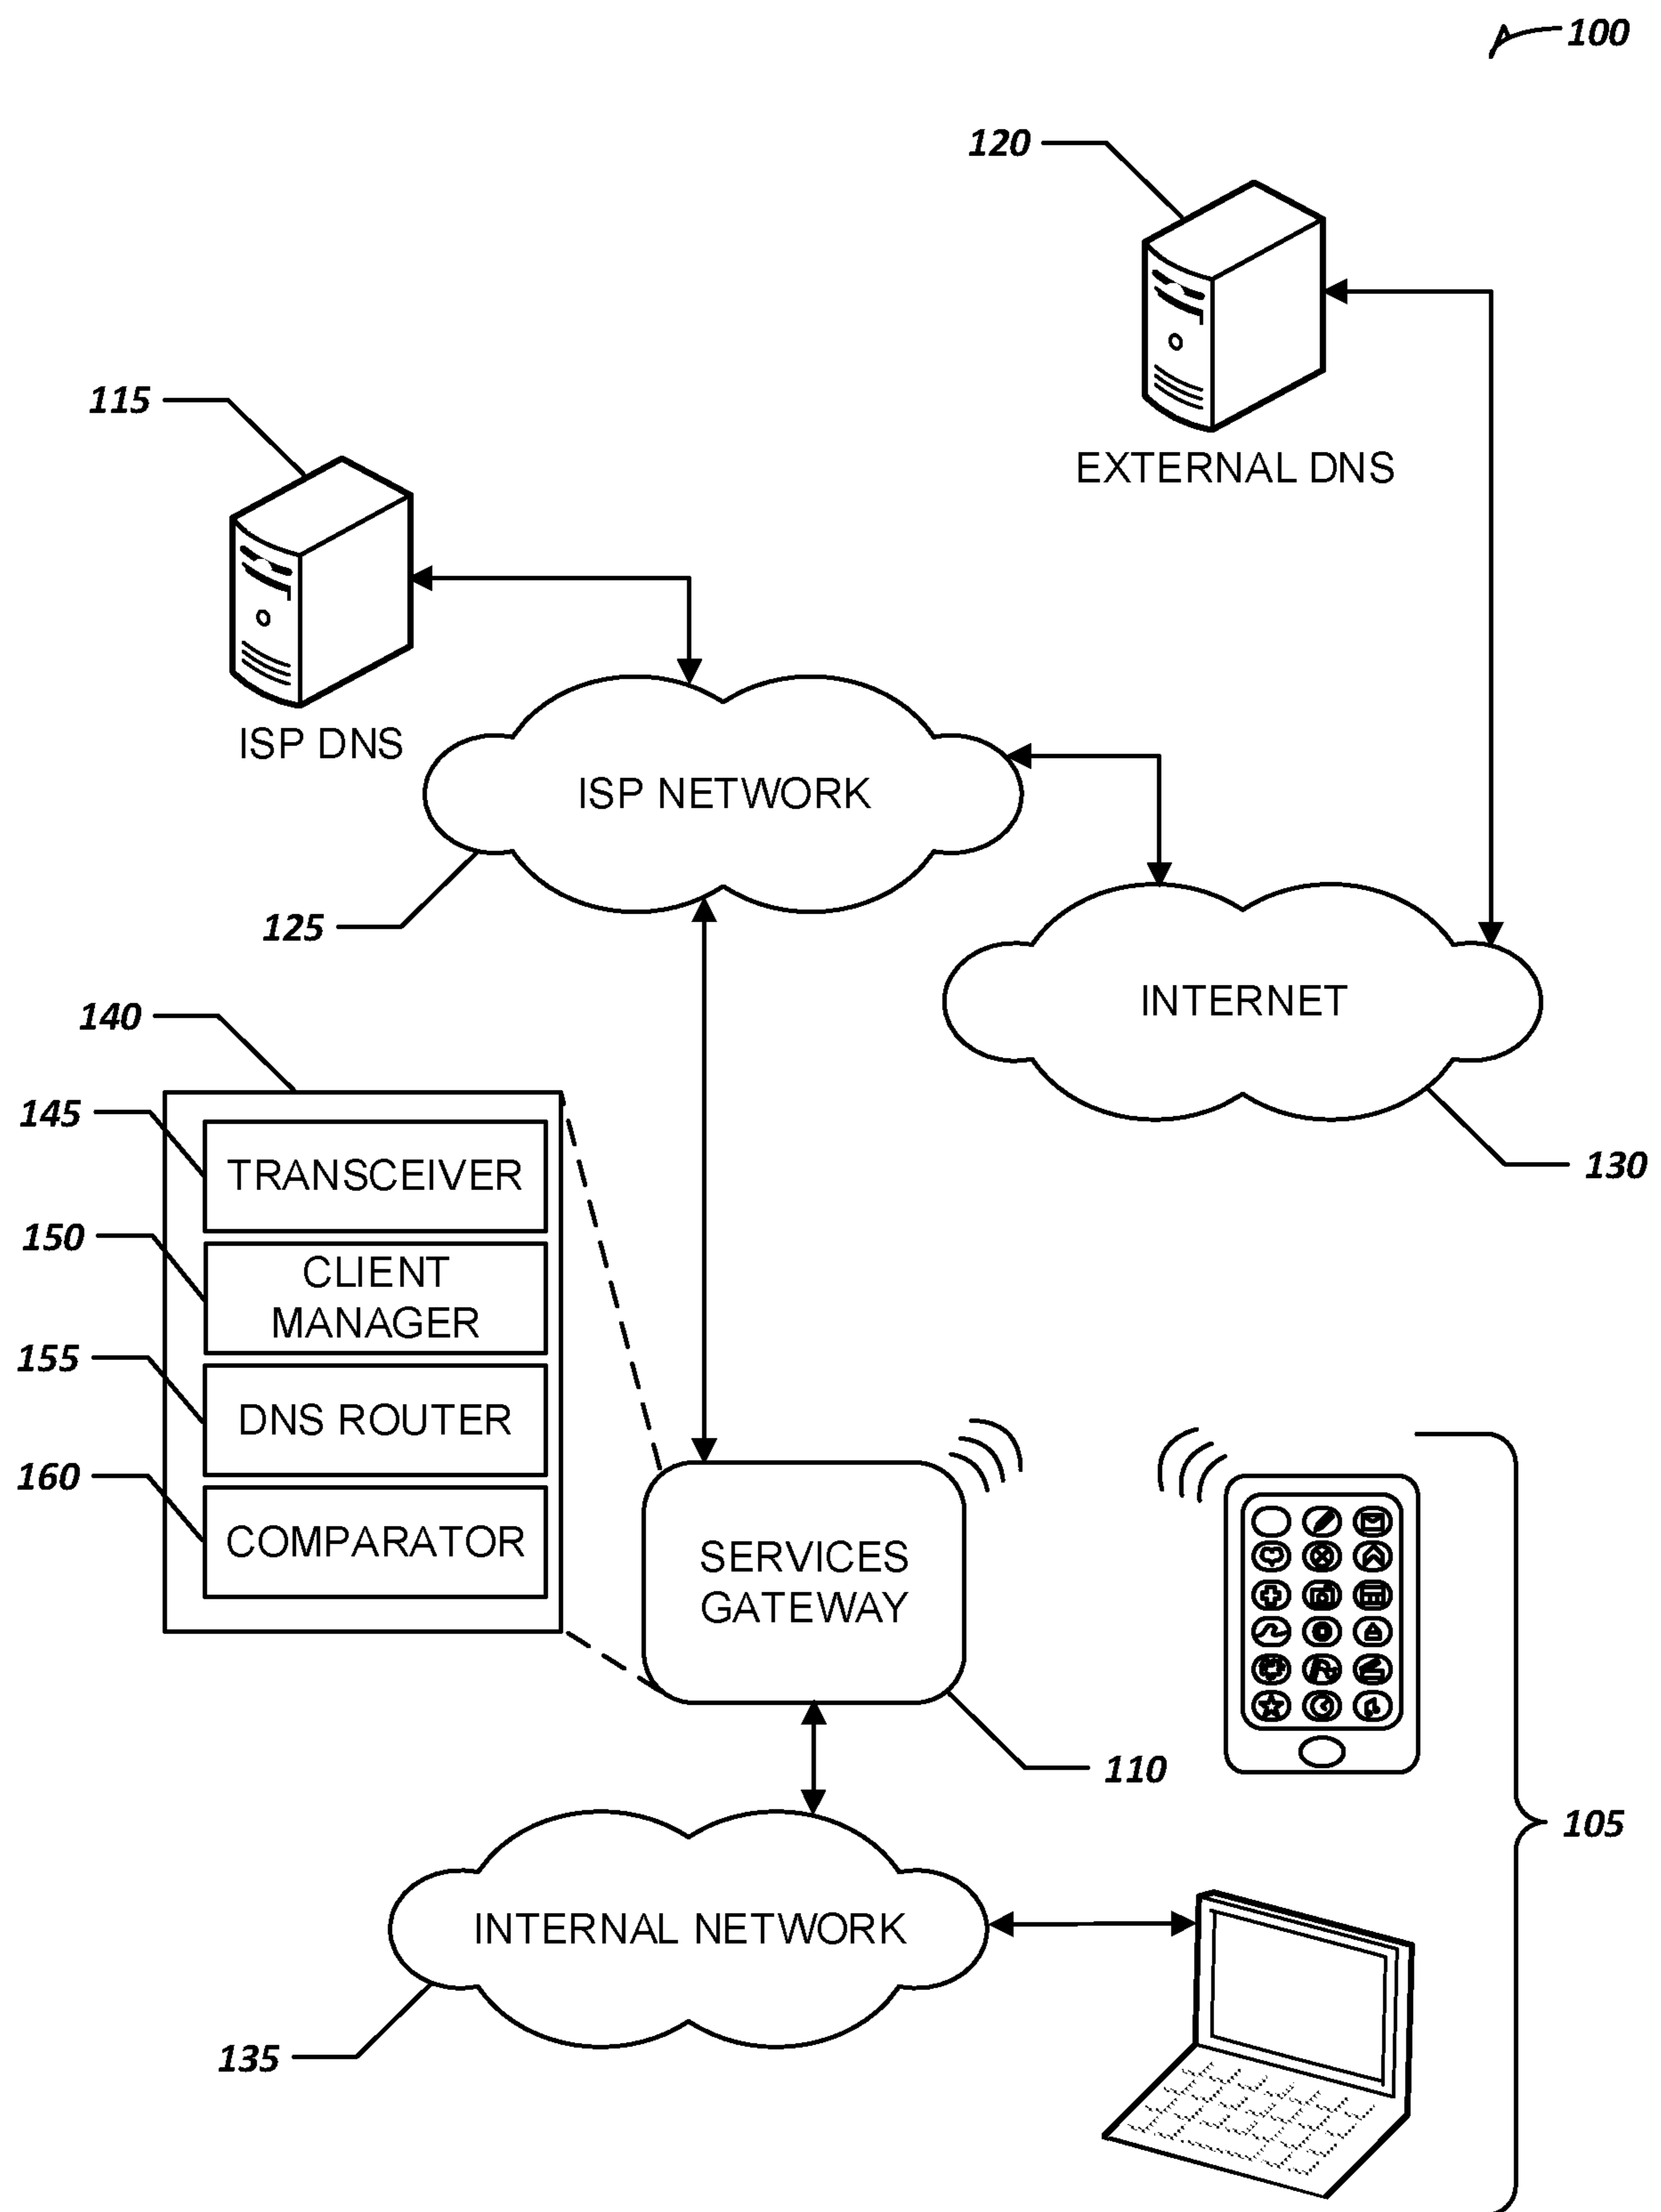 100
120
EXTERNAL DNS
115
ISP DNS
ISP NETWORK
125
INTERNET
130
140
145
TRANSCEIVER
150
CLIENT
MANAGER
155
DNS ROUTER
160
COMPARATOR
SERVICES
GATEWAY
110
105
INTERNAL NETWORK
135